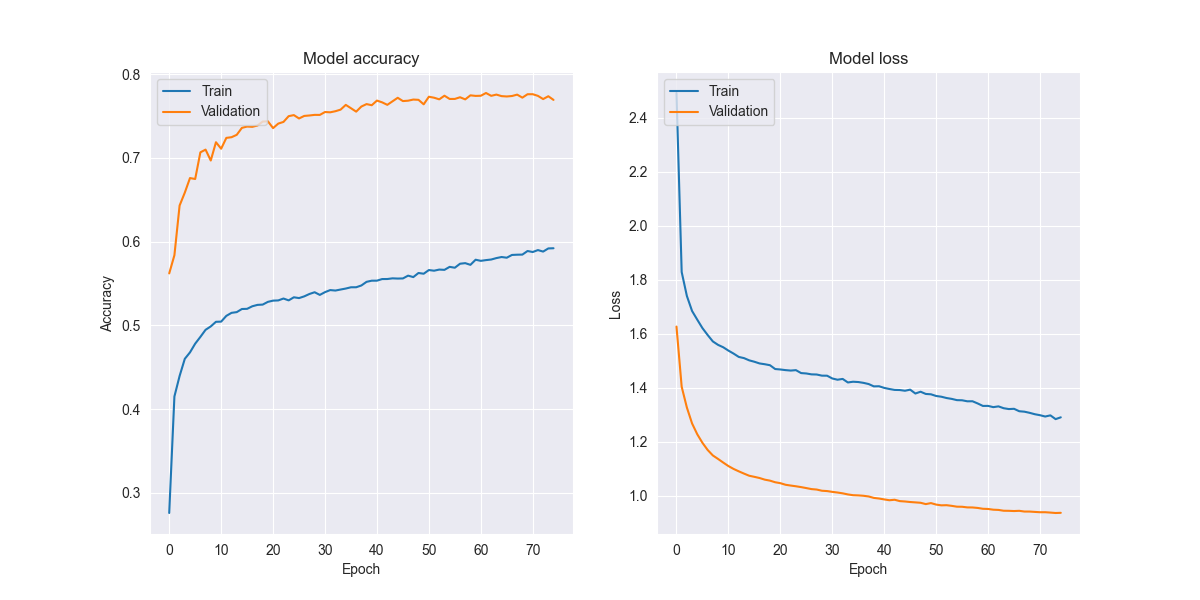 Model accuracy
Train
Validation
0.8
0.7
0.6
0.5
0.4
0.3
Accuracy
0 10 20 30 40 50 60 70
Epoch
Model loss
Train
Validation
2.4
2.2
2.0
1.8
1.6
1.4
1.2
1.0
Loss
0 10 20 30 40 50 60 70
Epoch